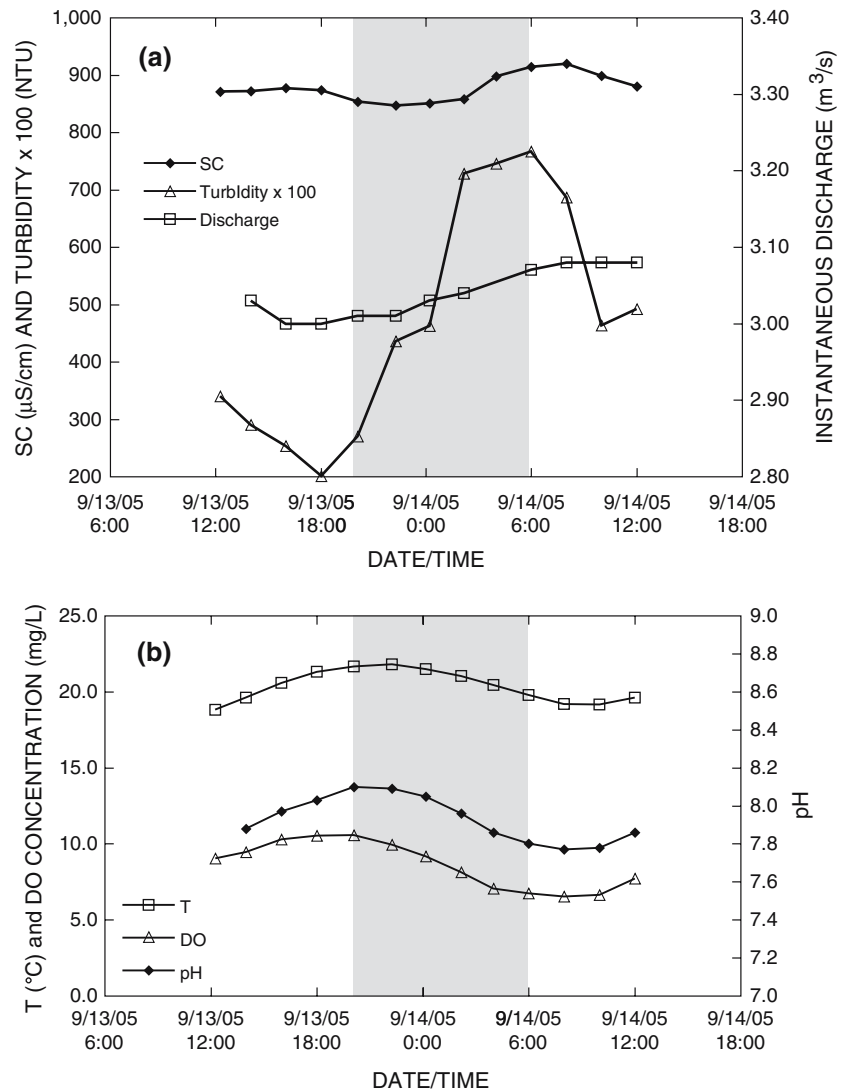 (a)
SC (µS/cm) AND TURBIDITY x 100 (NTU)
1,000
900
800
700
600
500
400
300
200
SC
TurbIdity x 100
Discharge
3.40
3.30
3.20
3.10
3.00
2.90
2.80
INSTANTANEOUS DISCHARGE (m³/s)
9/13/05 9/13/05 9/13/05 9/14/05 9/14/05 9/14/05 9/14/05
6:00 12:00 18:00 0:00 6:00 12:00 18:00
DATE/TIME
(b)
T (°C) and DO CONCENTRATION (mg/L)
25.0
20.0
15.0
10.0
5.0
0.0
T
DO
pH
9.0
8.8
8.6
8.4
8.2
8.0
7.8
7.6
7.4
7.2
7.0
pH
9/13/05 9/13/05 9/13/05 9/14/05 9/14/05 9/14/05 9/14/05
6:00 12:00 18:00 0:00 6:00 12:00 18:00
DATE/TIME